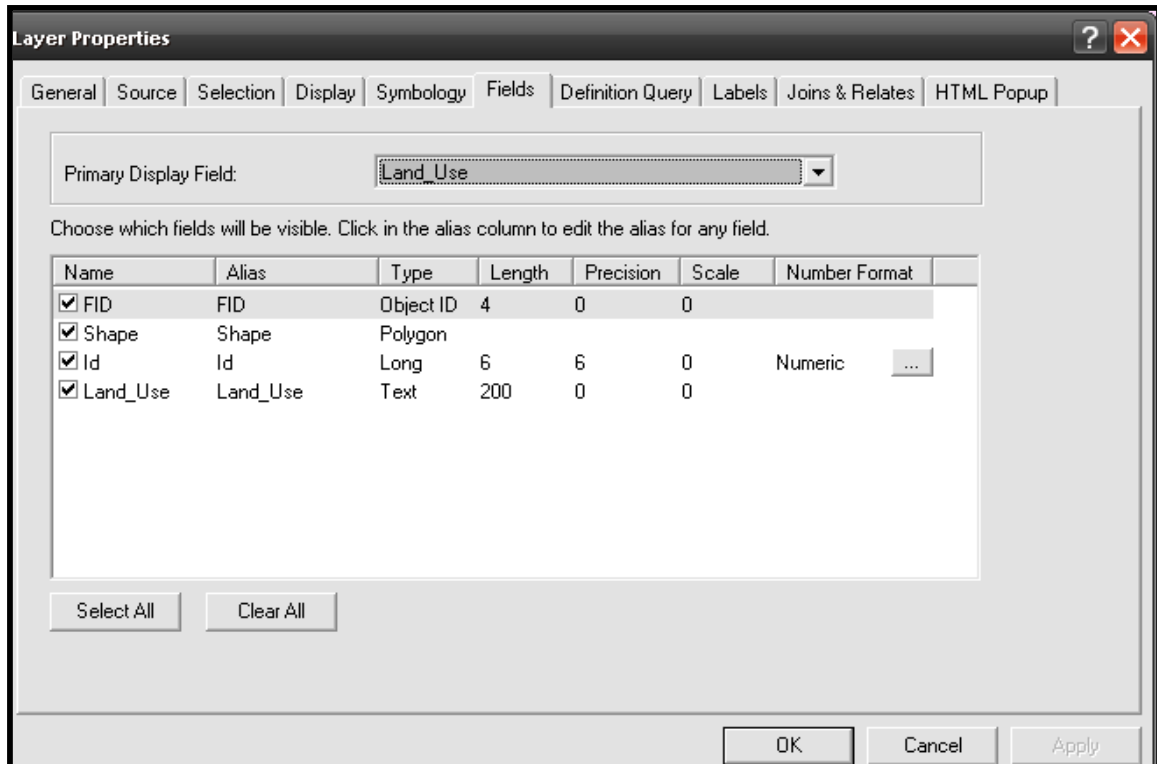 Layer Properties ?
General Source Selection Display Symbology Fields Definition Query Labels Joins & Relates HTML Popup
Primary Display Field: Land_Use
Choose which fields will be visible. Click in the alias column to edit the alias for any field.
Name Alias Type Length Precision Scale Number Format
FID FID Object ID 4 0 0
Shape Shape Polygon
Id Id Long 6 6 0 Numeric ...
Land_Use Land_Use Text 200 0 0
Select All Clear All
OK Cancel Apply